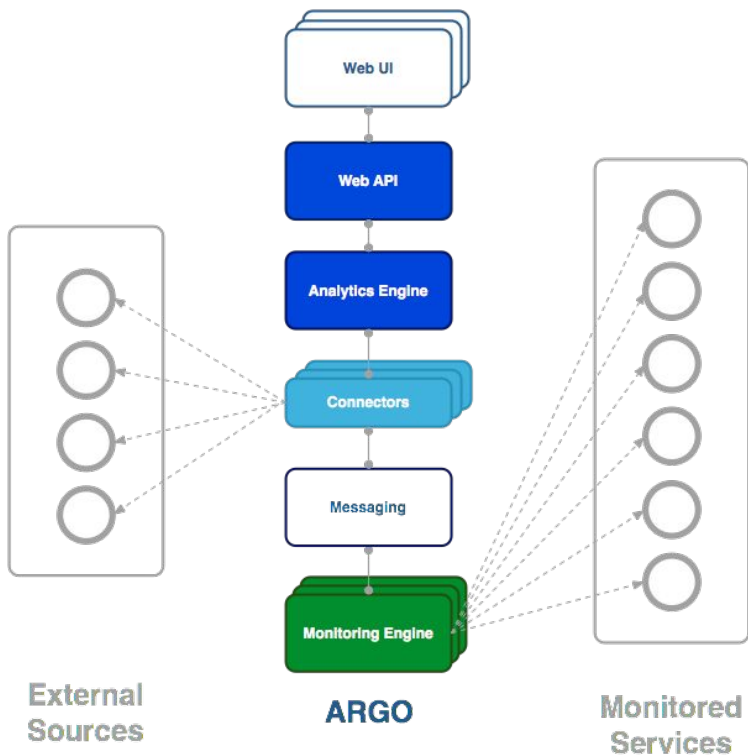 Web UI
Web API
Analytics Engine
Connectors
Messaging
Monitoring Engine
External
Sources
ARGO
Monitored
Services